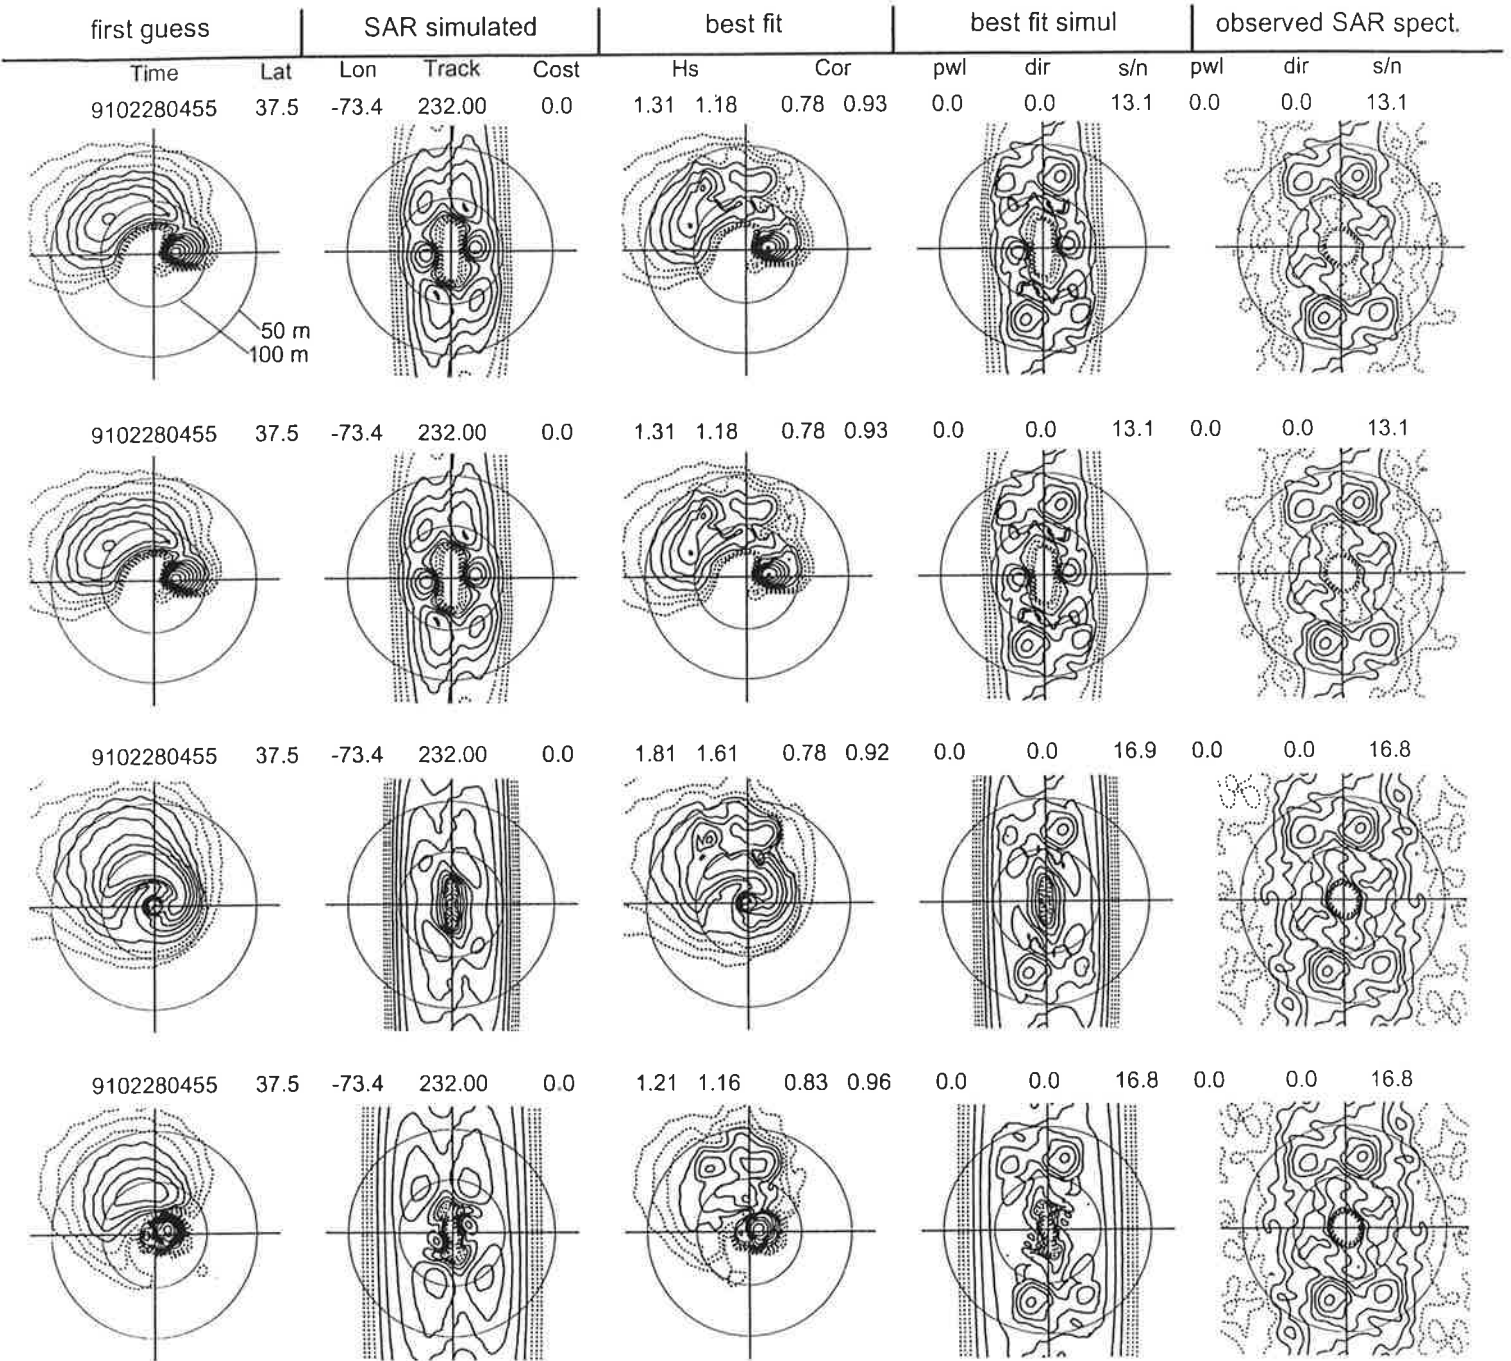 first guess SAR simulated best fit best fit simul observed SAR spect.
Time Lat Lon Track Cost Hs Cor pwl dir s/n pwl dir s/n
9102280455 37.5 -73.4 232.00 0.0 1.31 1.18 0.78 0.93 0.0 0.0 13.1 0.0 0.0 13.1
50 m
100 m
9102280455 37.5 -73.4 232.00 0.0 1.31 1.18 0.78 0.93 0.0 0.0 13.1 0.0 0.0 13.1
9102280455 37.5 -73.4 232.00 0.0 1.81 1.61 0.78 0.92 0.0 0.0 16.9 0.0 0.0 16.8
9102280455 37.5 -73.4 232.00 0.0 1.21 1.16 0.83 0.96 0.0 0.0 16.8 0.0 0.0 16.8